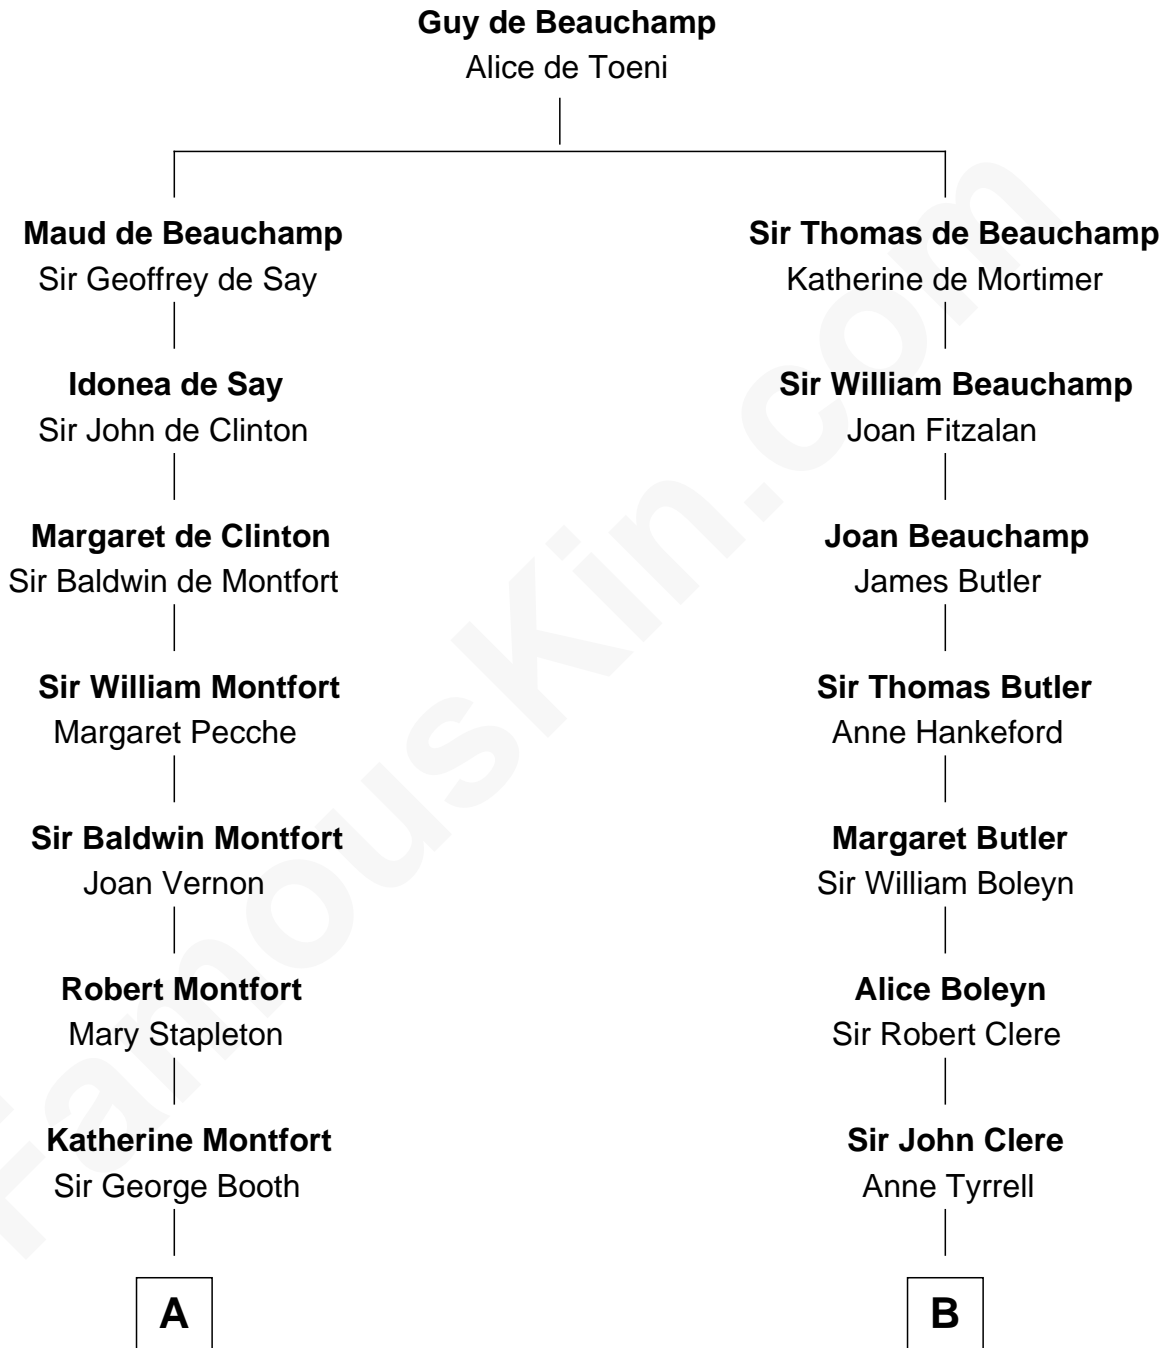 Guy de Beauchamp
Alice de Toeni
Maud de Beauchamp
Sir Geoffrey de Say
Idonea de Say
Sir John de Clinton
Margaret de Clinton
Sir Baldwin de Montfort
Sir William Montfort
Margaret Pecche
Sir Baldwin Montfort
Joan Vernon
Robert Montfort
Mary Stapleton
Katherine Montfort
Sir George Booth
A
Sir Thomas de Beauchamp
Katherine de Mortimer
Sir William Beauchamp
Joan Fitzalan
Joan Beauchamp
James Butler
Sir Thomas Butler
Anne Hankeford
Margaret Butler
Sir William Boleyn
Alice Boleyn
Sir Robert Clere
Sir John Clere
Anne Tyrrell
B
FamousKin.com